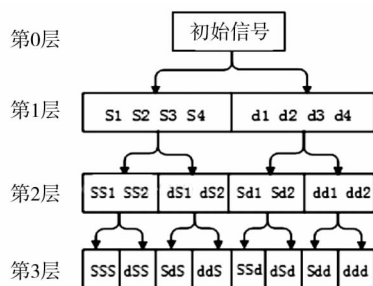 第0层 初始信号
第1层 S1 S2 S3 S4 d1 d2 d3 d4
第2层 SS1 SS2 dS1 dS2 Sd1 Sd2 dd1 dd2
第3层 SSS dSS SdS ddS SSd dSd Sdd ddd